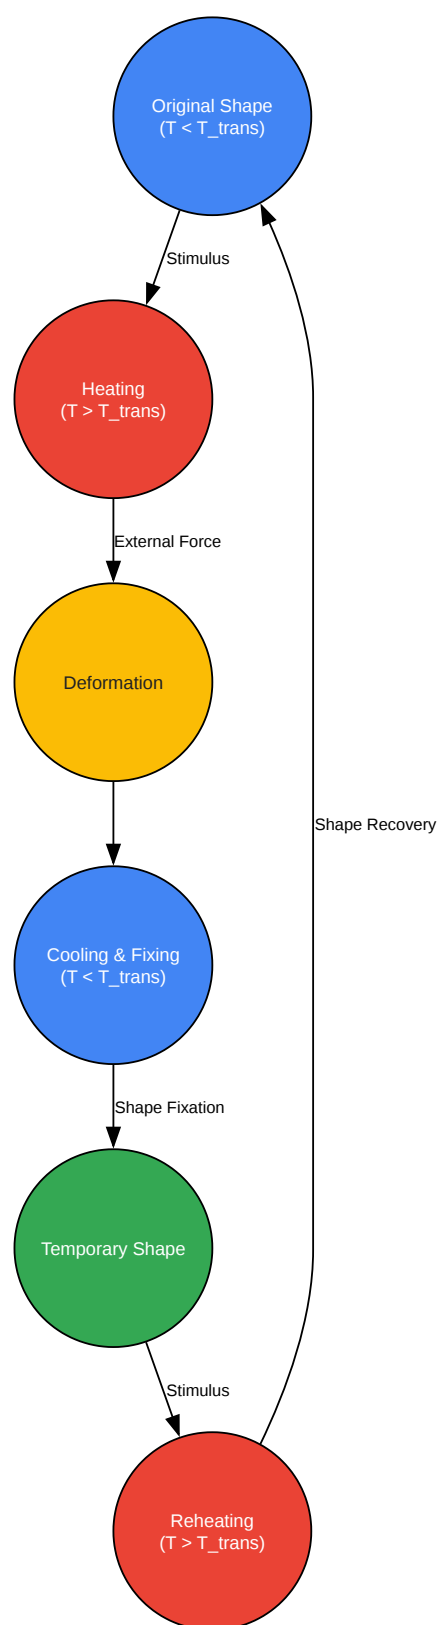 Original Shape
(T < T_trans)
Stimulus
Heating
(T > T_trans)
External Force
Deformation
Shape Recovery
Cooling & Fixing
(T < T_trans)
Shape Fixation
Temporary Shape
Stimulus
Reheating
(T > T_trans)